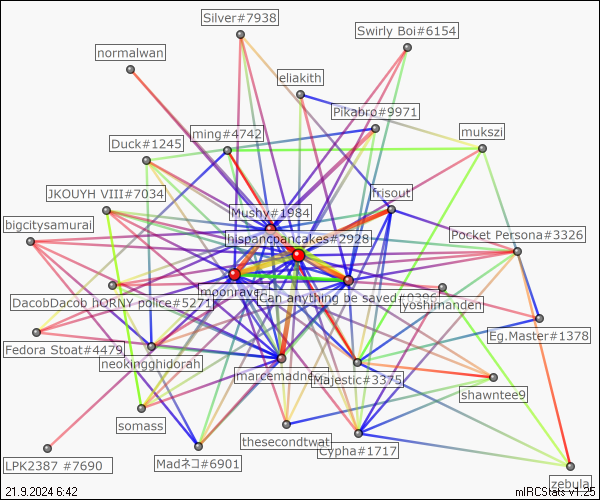 Silver#7938
Swirly Boi#6154
normalwan
eliakith
Pikabro#9971
ming#4742
mukszi
Duck#1245
JKOUYH VIII#7034
frisout
Mushy#1984
bigcitysamurai
hispancpancakes#2928
Pocket Persona#3326
DacobDacob hORNY police#5271
Can anything be
yoshimanden
Eg.Master#1378
Fedora Stoat#4479
neokingghidorah
marcemadne
Majestic#3375
shawntee9
somass
thesecondtwat
Cypha#1717
LPK2387 #7690
Madネコ#6901
zebula
21.9.2024 6:42
mIRCStats v1.25